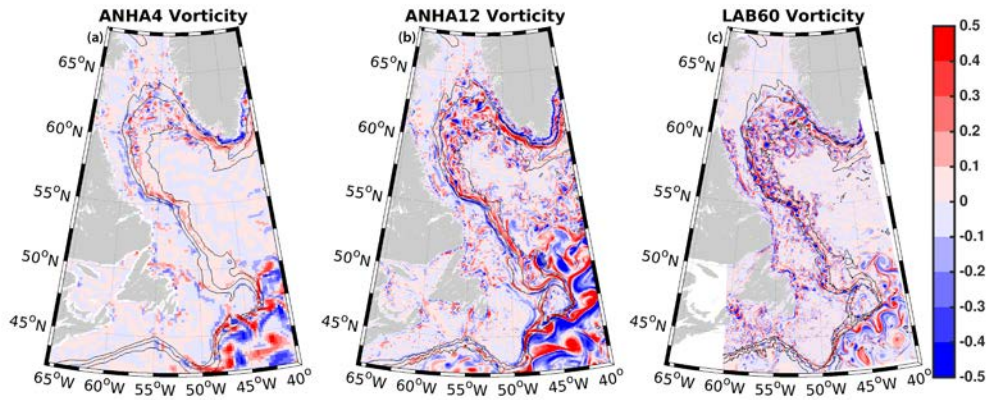 ANHA4 Vorticity
ANHA12 Vorticity
LAB60 Vorticity
(a)
(b)
(c)
65°N
60°N
55°N
50°N
45°N
65°W
60°W
55°W
50°W
45°W
40°
65°N
60°N
55°N
50°N
45°N
65°W
60°W
55°W
50°W
45°W
40°
65°N
60°N
55°N
50°N
45°N
65°W
60°W
55°W
50°W
45°W
40°
0.5
0.4
0.3
0.2
0.1
0
-0.1
-0.2
-0.3
-0.4
-0.5